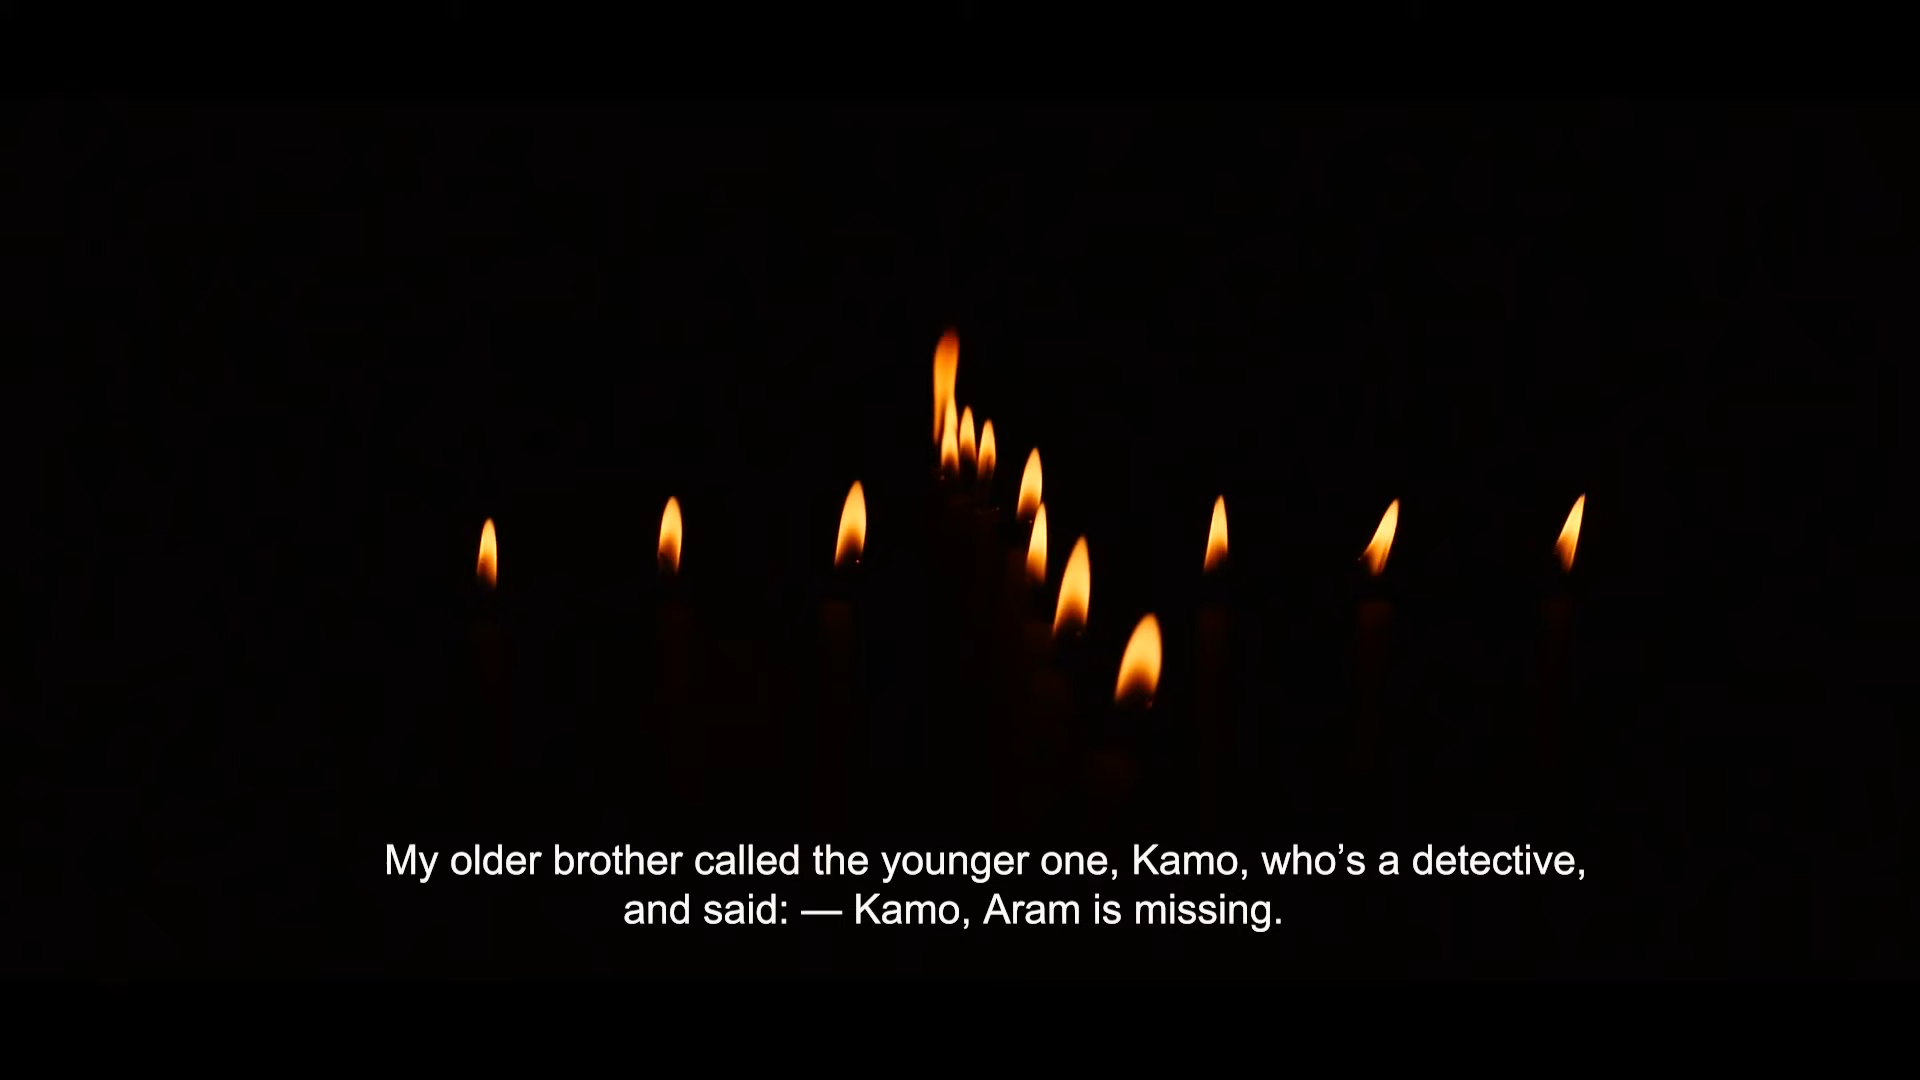 My older brother called the younger one, Kamo, who’s a detective,
and said: — Kamo, Aram is missing.